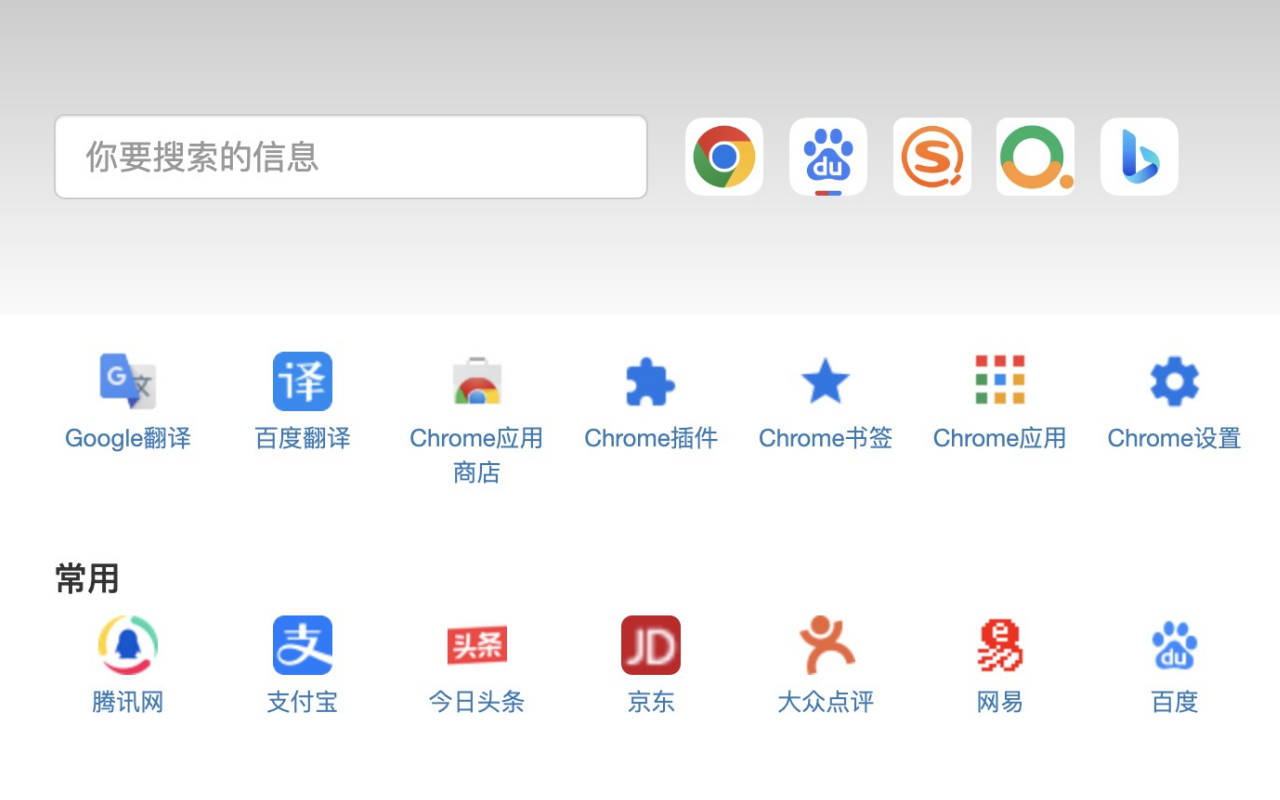 你要搜索的信息
du
Google翻译
百度翻译
Chrome应用
商店
Chrome插件
Chrome书签
Chrome应用
Chrome设置
G 文
译
常用
支
头条
JD
e
易
du
腾讯网
支付宝
今日头条
京东
大众点评
网易
百度